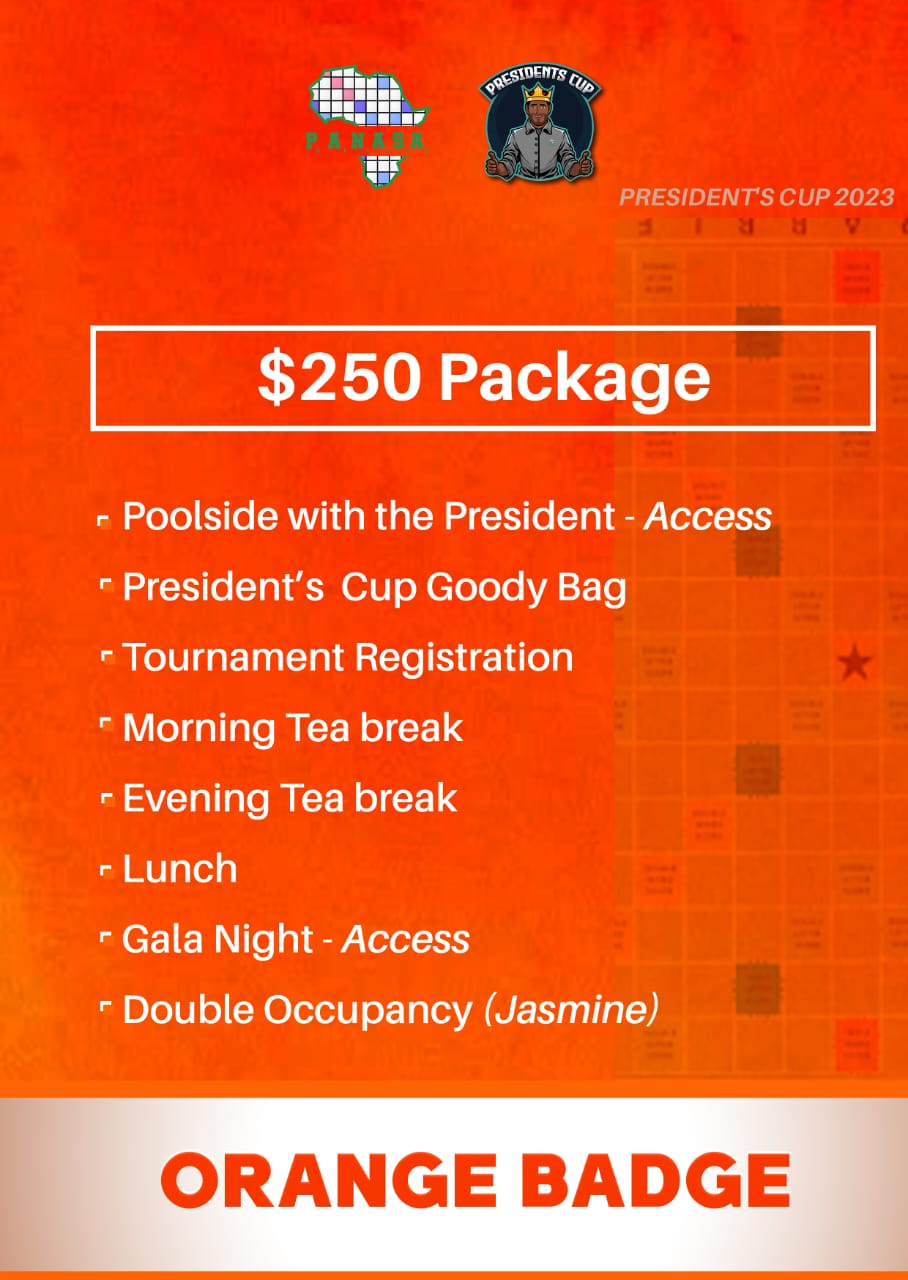 P.A.N.A.S.A
PRESIDENTS CUP
PRESIDENT'S CUP 2023
$250 Package
Poolside with the President - Access
President’s Cup Goody Bag
Tournament Registration
Morning Tea break
Evening Tea break
Lunch
Gala Night - Access
Double Occupancy (Jasmine)
ORANGE BADGE